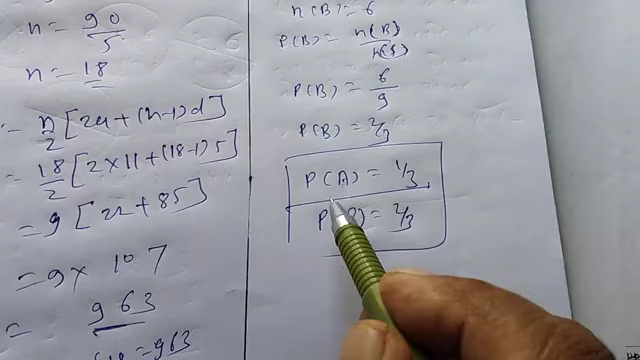 n = 90/5
n = 18
= n/2 [2a + (n-1)d]
= 18/2 [2×11 + (18-1)5]
= 9 [22 + 85]
= 9 × 107
= 963
=963
n(B) = 6
P(B) = n(B)/n(S)
P(B) = 6/9
P(B) = 2/3
P(A) = 1/3
P(B) = 2/3